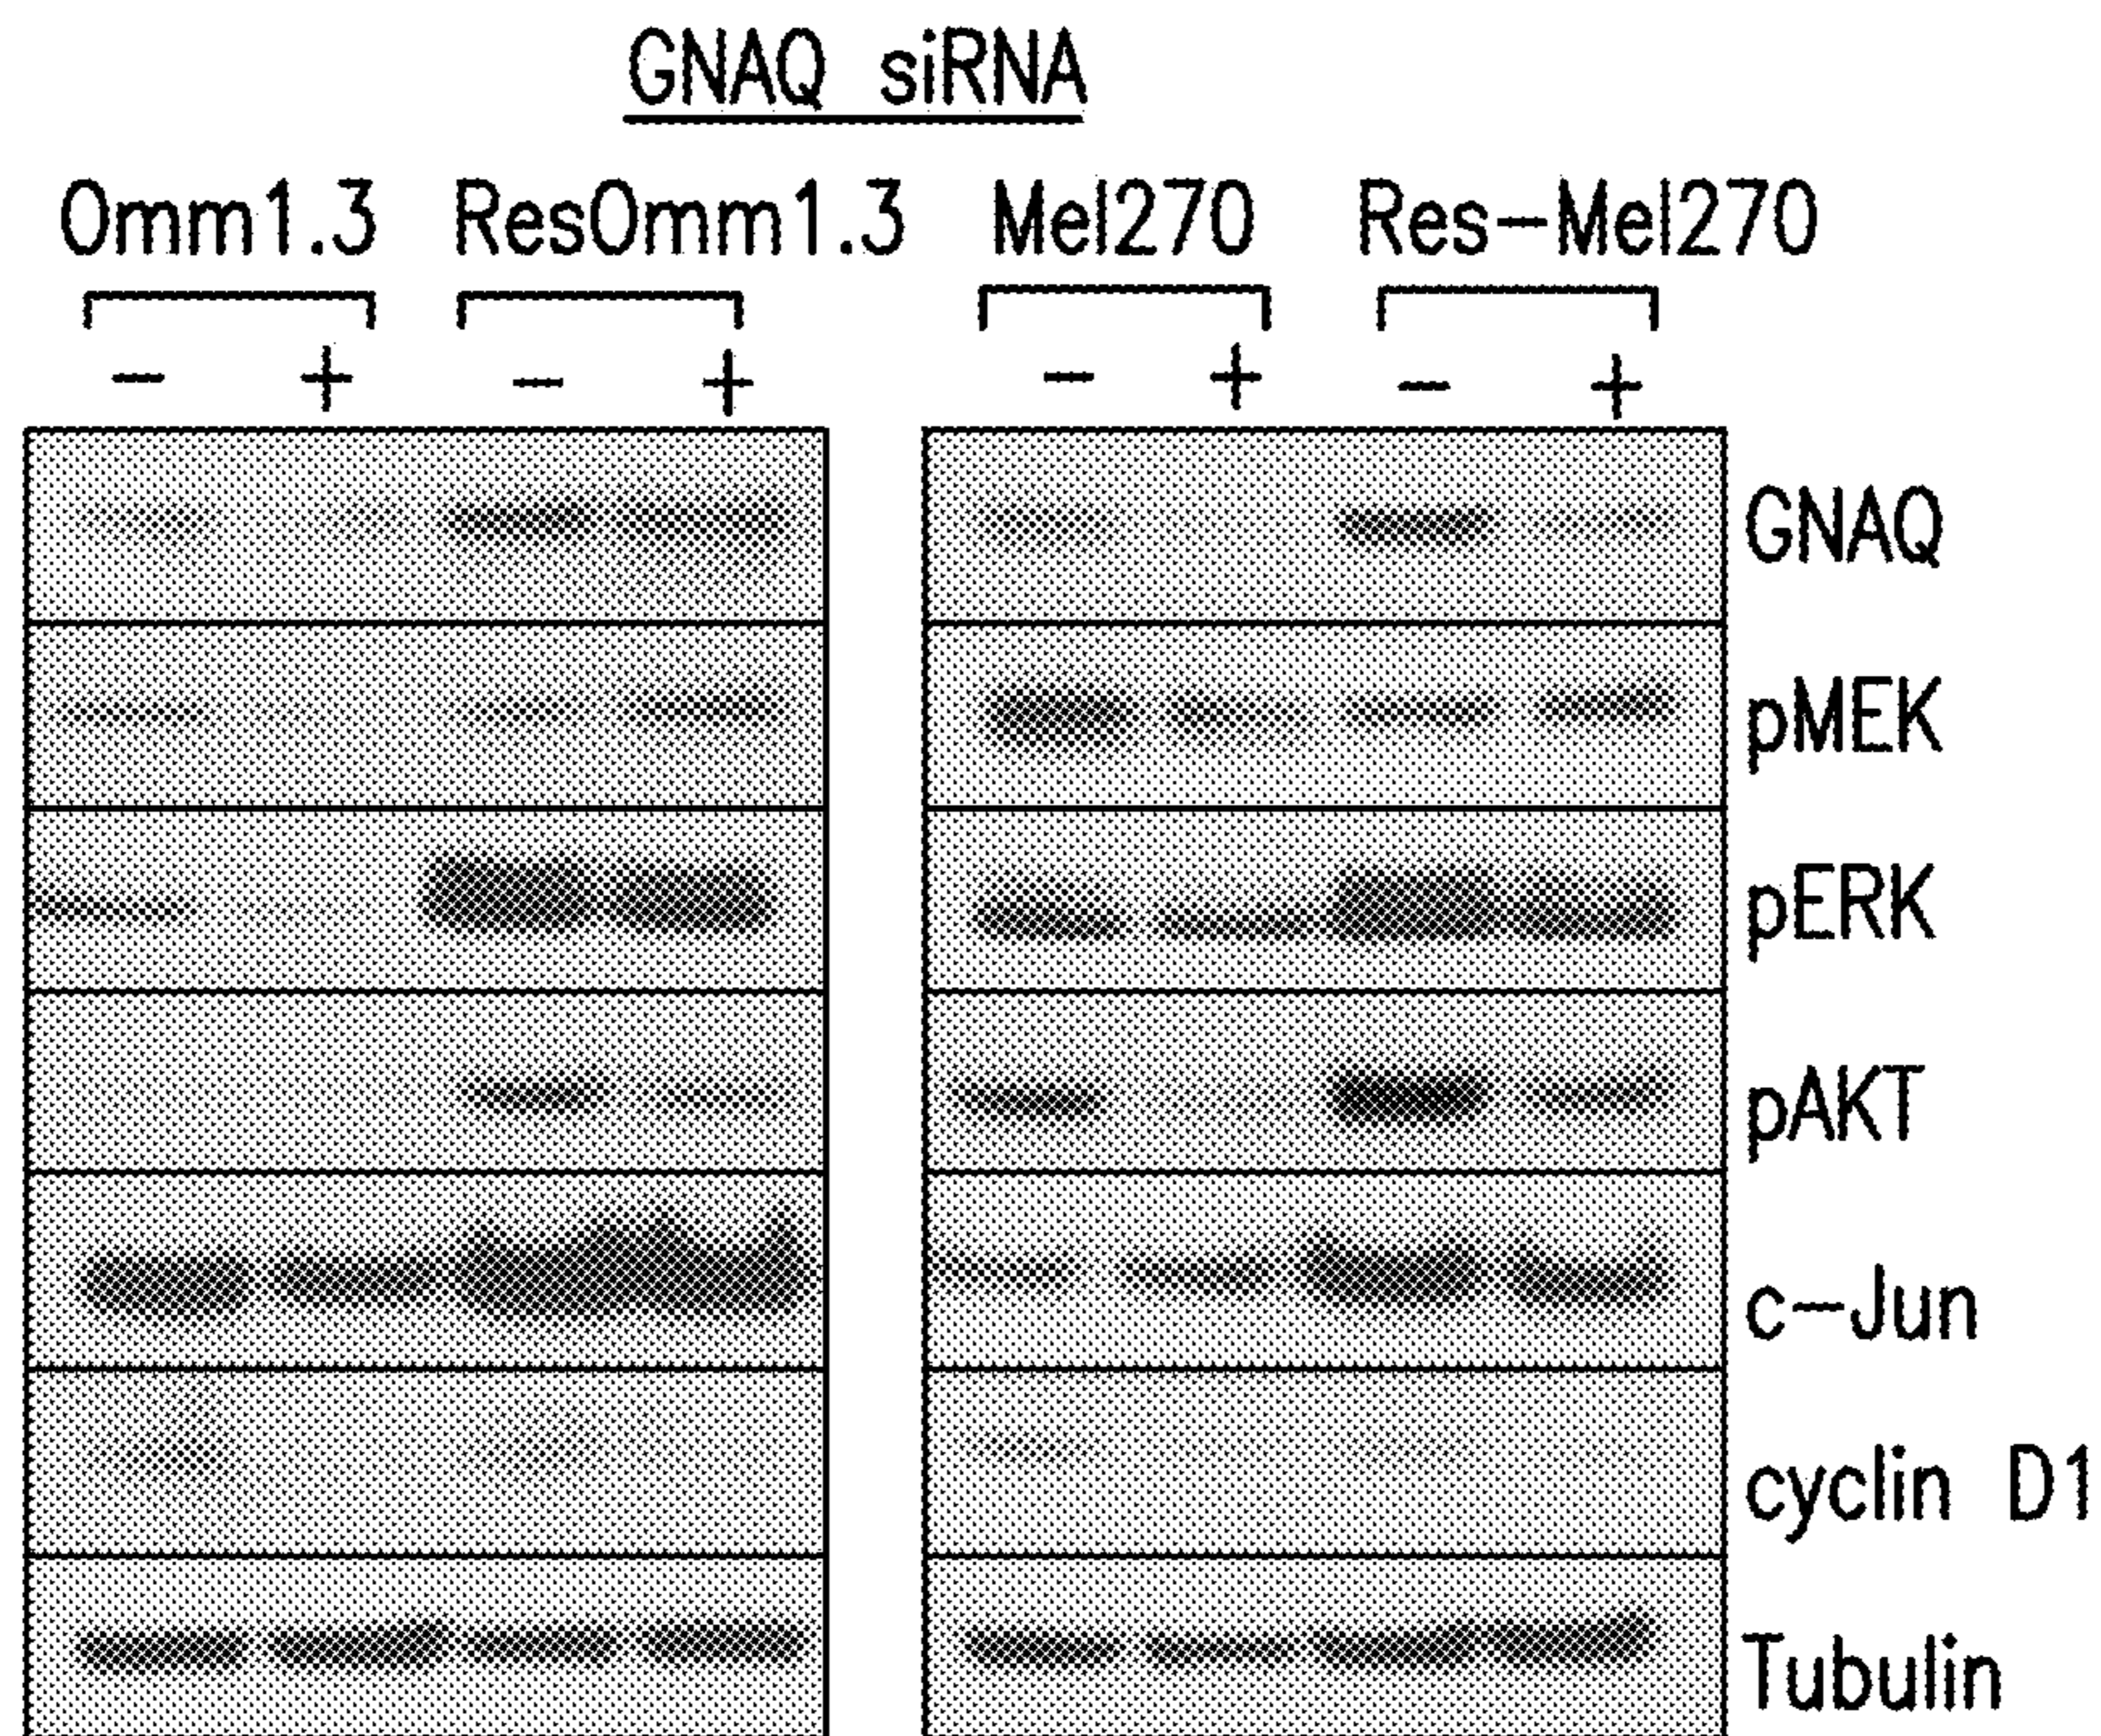 GNAQ siRNA
Omm1.3 ResOmm1.3 Mel270 Res-Mel270
- + - + - + - +
GNAQ
pMEK
pERK
pAKT
c-Jun
cyclin D1
Tubulin